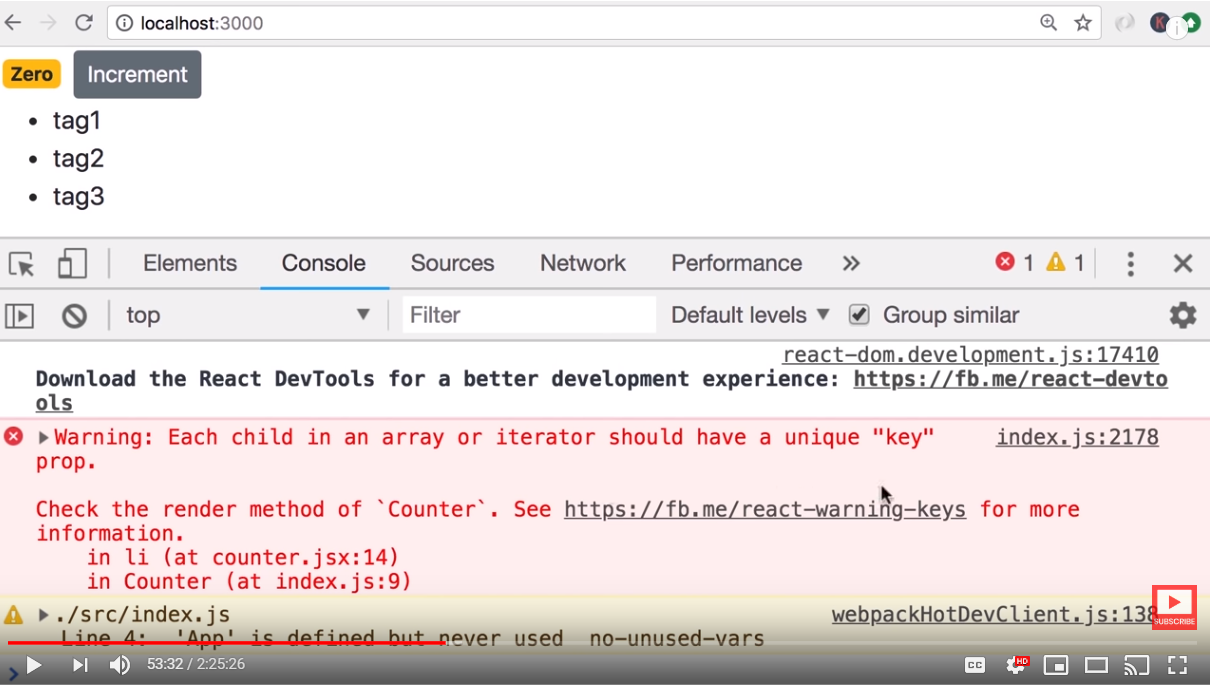 localhost:3000
K
Zero Increment
tag1
tag2
tag3
Elements Console Sources Network Performance » 1 1
top Filter Default levels Group similar
react-dom.development.js:17410
Download the React DevTools for a better development experience: https://fb.me/react-devto
ols
Warning: Each child in an array or iterator should have a unique "key" index.js:2178
prop.
Check the render method of `Counter`. See https://fb.me/react-warning-keys for more
information.
in li (at counter.jsx:14)
in Counter (at index.js:9)
./src/index.js webpackHotDevClient.js:138
Line 4: 'App' is defined but never used no-unused-vars
SUBSCRIBE
53:32 / 2:25:26 CC HD